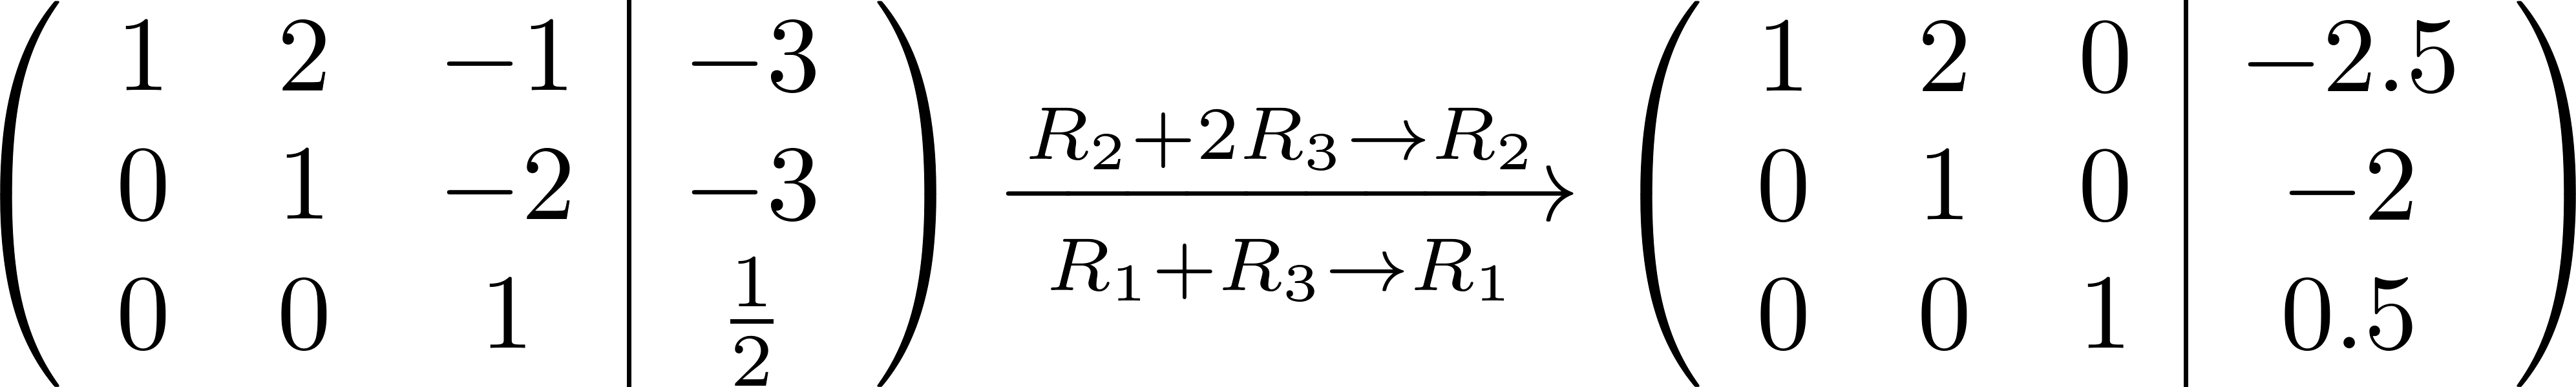 1 2 −1 | −3 R₂+2R₃→R₂ 1 2 0 | −2.5
0 1 −2 | −3 0 1 0 | −2
0 0 1 | 1/2 R₁+R₃→R₁ 0 0 1 | 0.5